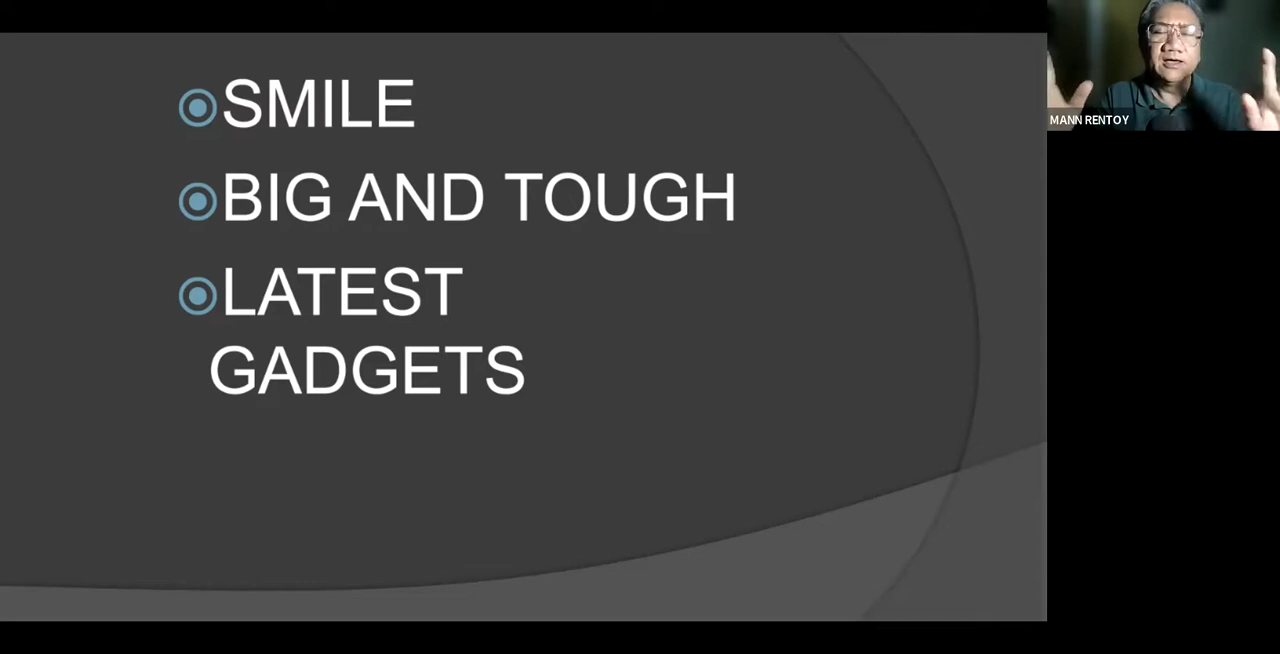 SMILE
BIG AND TOUGH
LATEST
GADGETS
MANN RENTOY